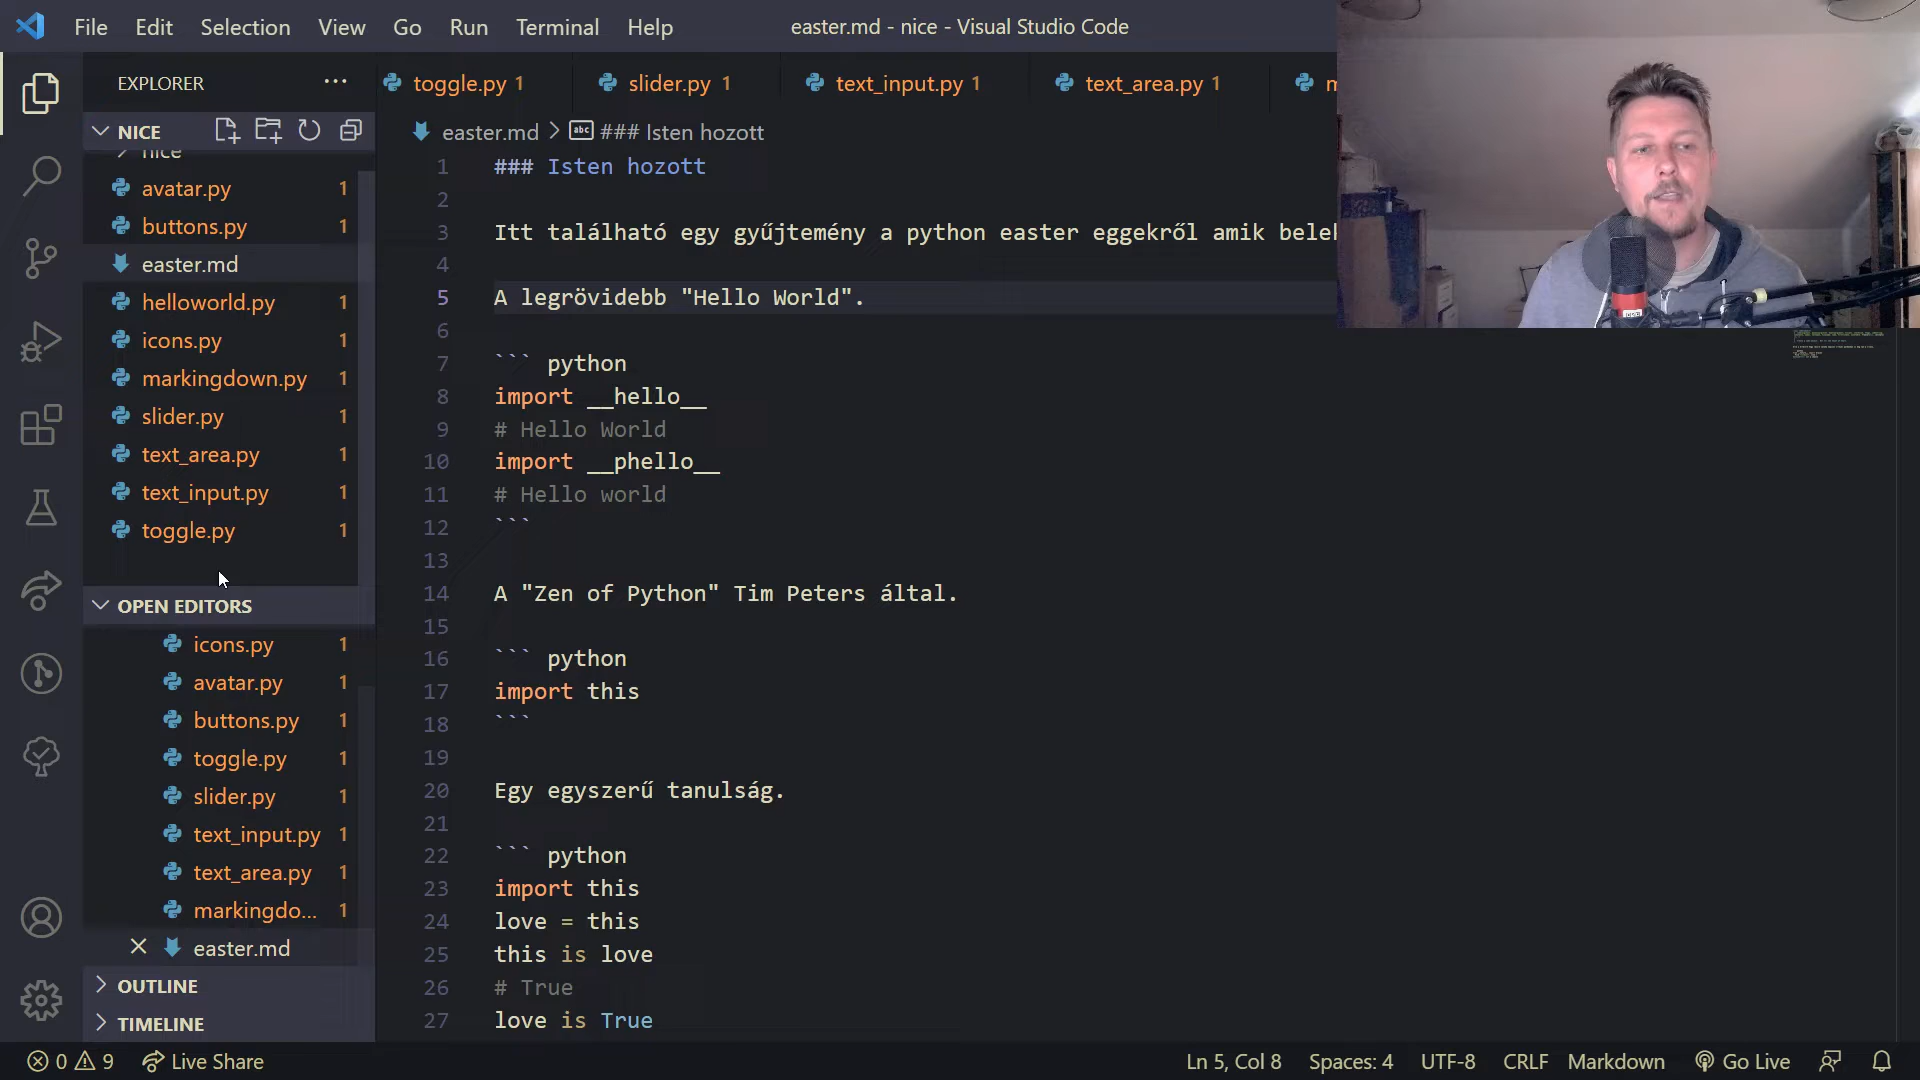 File Edit Selection View Go Run Terminal Help
easter.md - nice - Visual Studio Code
EXPLORER
toggle.py 1
slider.py 1
text_input.py 1
text_area.py 1
NICE
nice
avatar.py 1
buttons.py 1
easter.md
helloworld.py 1
icons.py 1
markingdown.py 1
slider.py 1
text_area.py 1
text_input.py 1
toggle.py 1
OPEN EDITORS
icons.py 1
avatar.py 1
buttons.py 1
toggle.py 1
slider.py 1
text_input.py 1
text_area.py 1
markingdo... 1
easter.md
OUTLINE
TIMELINE
easter.md > abc ### Isten hozott
1 ### Isten hozott
2
3 Itt található egy gyűjtemény a python easter eggekről amik
4
5 A legrövidebb "Hello World".
6
7 ``` python
8 import __hello__
9 # Hello World
10 import __phello__
11 # Hello world
12 ```
13
14 A "Zen of Python" Tim Peters által.
15
16 ``` python
17 import this
18 ```
19
20 Egy egyszerű tanulság.
21
22 ``` python
23 import this
24 love = this
25 this is love
26 # True
27 love is True
0 9 Live Share
Ln 5, Col 8 Spaces: 4 UTF-8 CRLF Markdown Go Live